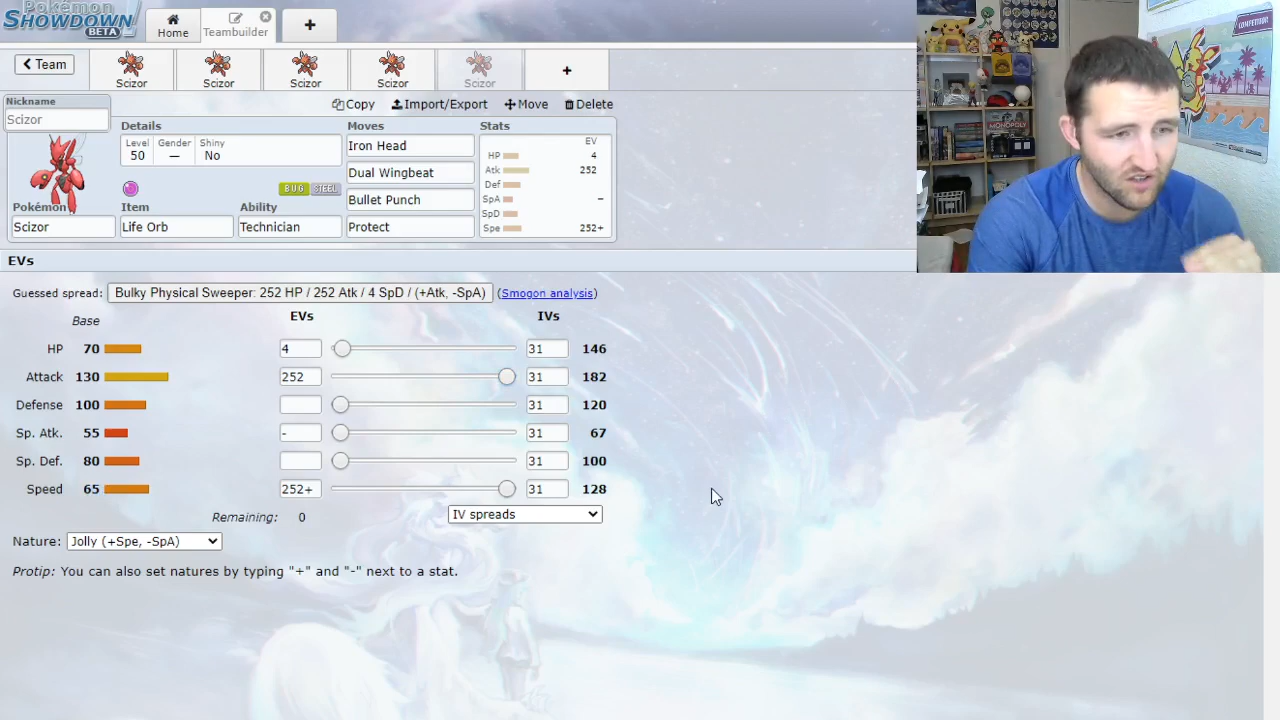 Pokémon
SHOWDOWN
BETA
Home
Teambuilder
+
< Team
Scizor
Scizor
Scizor
Scizor
Scizor
+
Copy Import/Export Move Delete
Nickname
Scizor
Details
Level Gender Shiny
50 — No
BUG STEEL
Pokémon Item Ability
Scizor Life Orb Technician
Moves
Iron Head
Dual Wingbeat
Bullet Punch
Protect
Stats
EV
HP 4
Atk 252
Def
SpA –
SpD
Spe 252+
EVs
Guessed spread: Bulky Physical Sweeper: 252 HP / 252 Atk / 4 SpD / (+Atk, -SpA) (Smogon analysis)
Base EVs IVs
HP 70 4 31 146
Attack 130 252 31 182
Defense 100 31 120
Sp. Atk. 55 - 31 67
Sp. Def. 80 31 100
Speed 65 252+ 31 128
Remaining: 0 IV spreads
Nature: Jolly (+Spe, -SpA)
Protip: You can also set natures by typing "+" and "-" next to a stat.
MONOPOLY
COMPETITOR